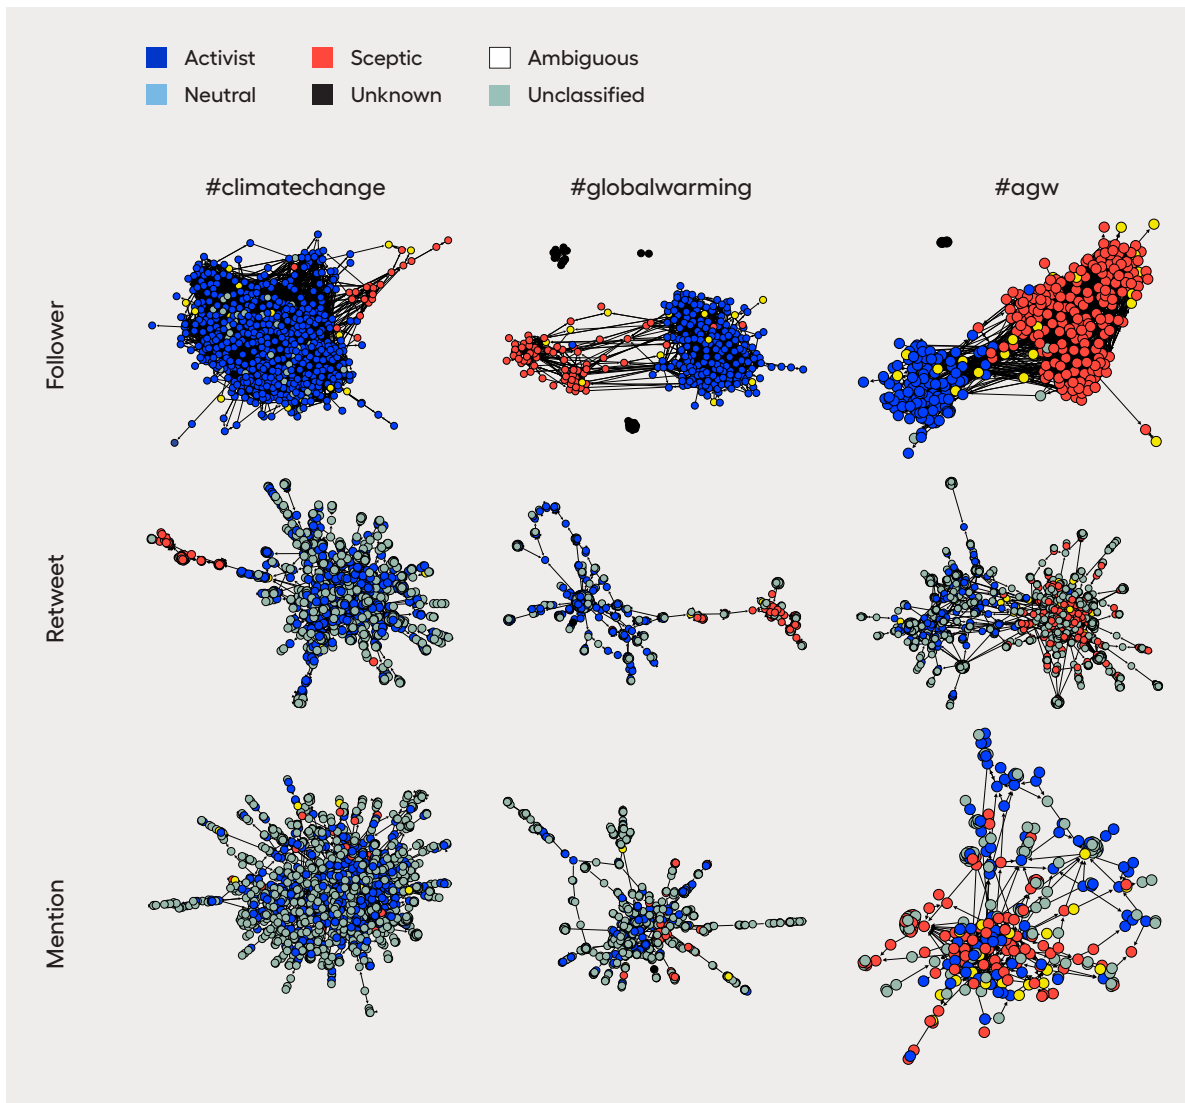 Activist Sceptic Ambiguous
Neutral Unknown Unclassified
#climatechange #globalwarming #agw
Follower
Retweet
Mention